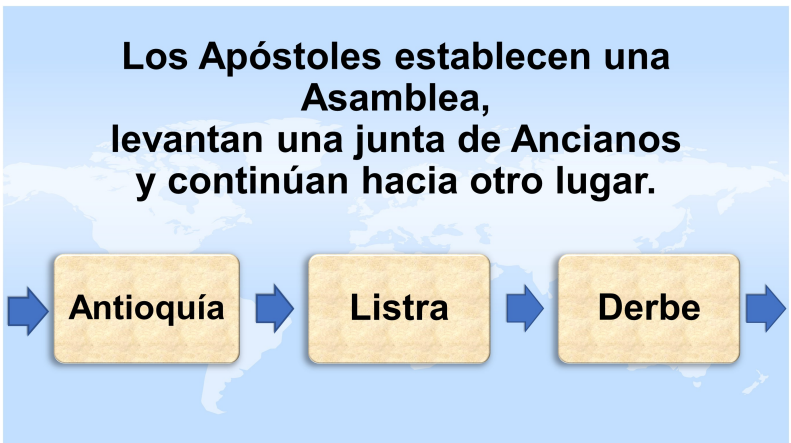 Los Apóstoles establecen una
Asamblea,
levantan una junta de Ancianos
y continúan hacia otro lugar.
Antioquía
Listra
Derbe